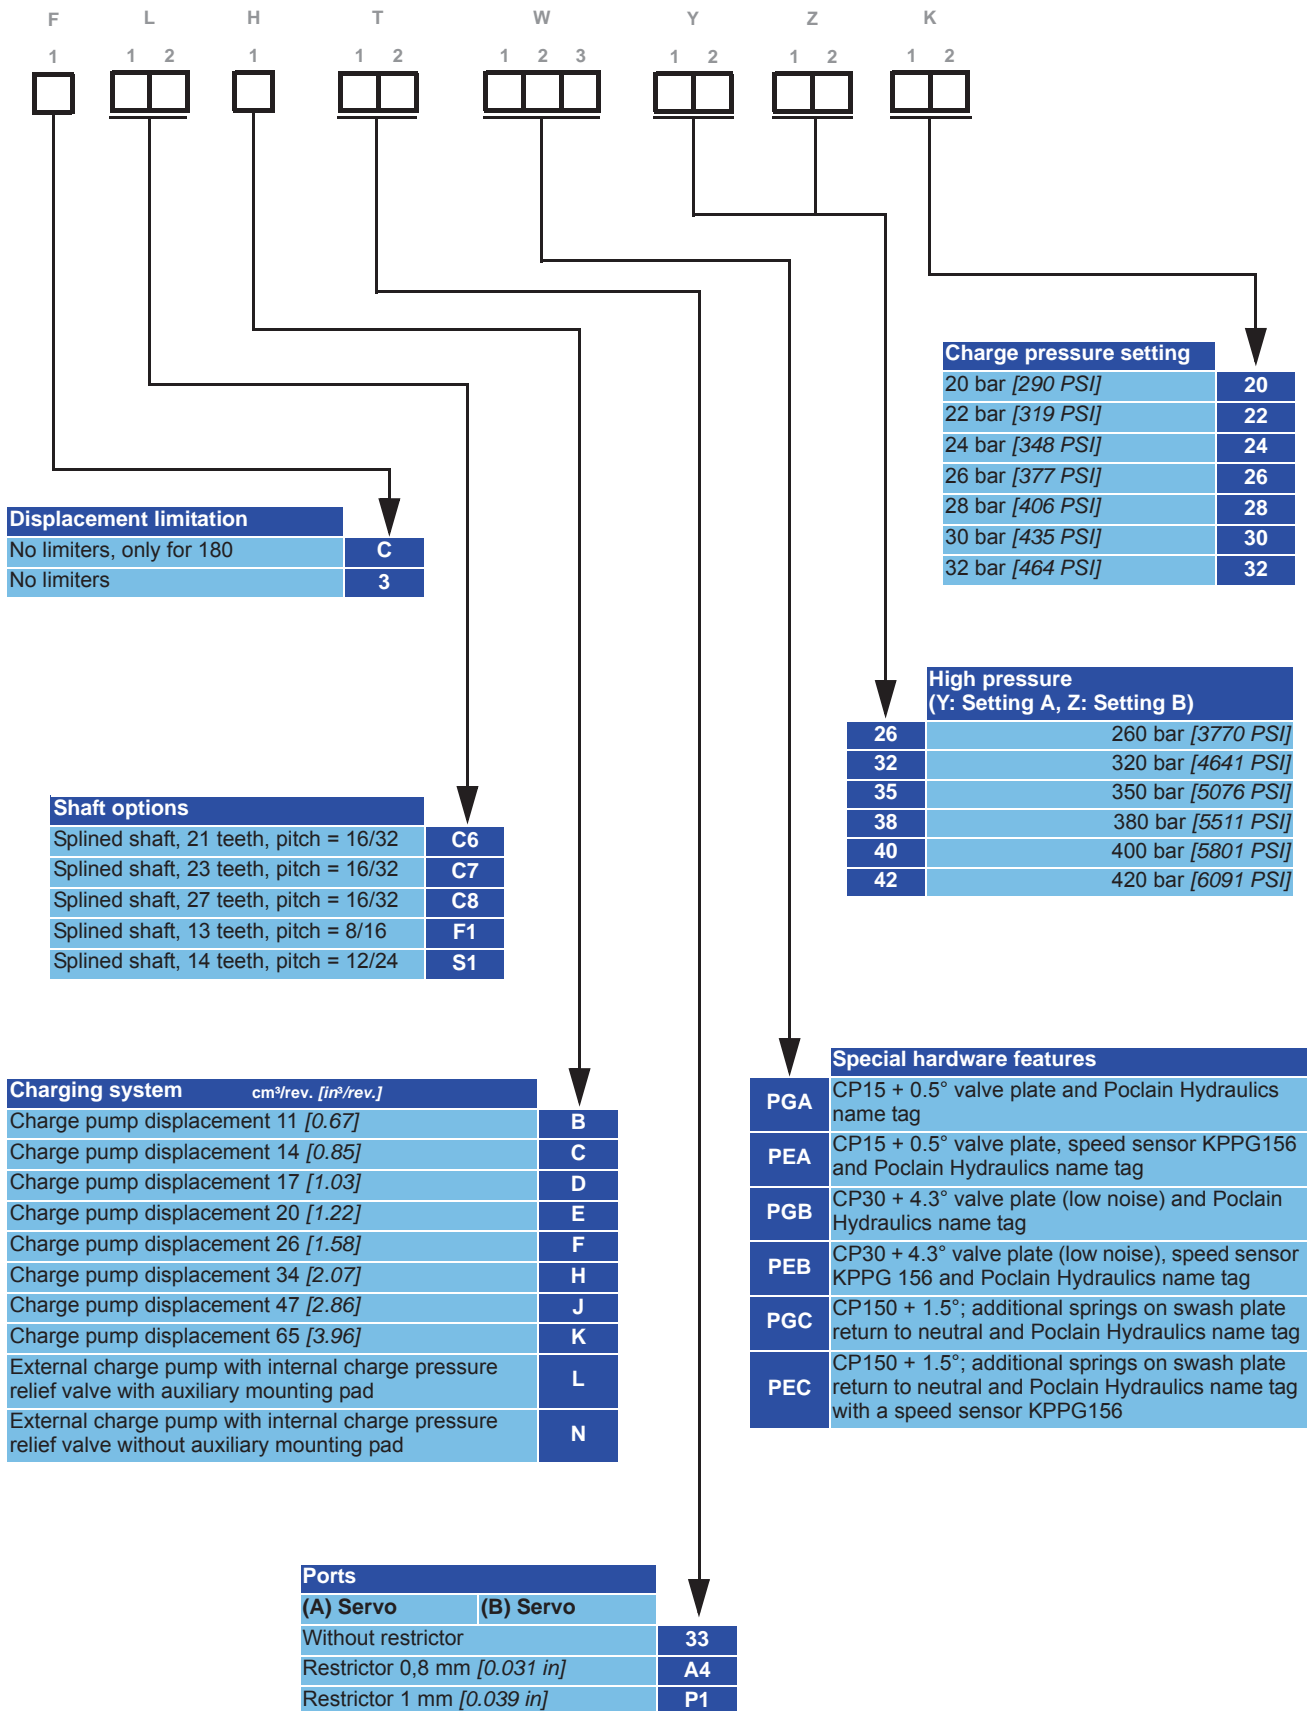 F L H T W Y Z K
1 1 2 1 1 2 1 2 3 1 2 1 2 1 2
Charge pressure setting
20 bar [290 PSI] 20
22 bar [319 PSI] 22
24 bar [348 PSI] 24
26 bar [377 PSI] 26
28 bar [406 PSI] 28
30 bar [435 PSI] 30
32 bar [464 PSI] 32
Displacement limitation
No limiters, only for 180 C
No limiters 3
High pressure
(Y: Setting A, Z: Setting B)
26 260 bar [3770 PSI]
32 320 bar [4641 PSI]
35 350 bar [5076 PSI]
38 380 bar [5511 PSI]
40 400 bar [5801 PSI]
42 420 bar [6091 PSI]
Shaft options
Splined shaft, 21 teeth, pitch = 16/32 C6
Splined shaft, 23 teeth, pitch = 16/32 C7
Splined shaft, 27 teeth, pitch = 16/32 C8
Splined shaft, 13 teeth, pitch = 8/16 F1
Splined shaft, 14 teeth, pitch = 12/24 S1
Charging system cm³/rev. [in³/rev.]
Charge pump displacement 11 [0.67] B
Charge pump displacement 14 [0.85] C
Charge pump displacement 17 [1.03] D
Charge pump displacement 20 [1.22] E
Charge pump displacement 26 [1.58] F
Charge pump displacement 34 [2.07] H
Charge pump displacement 47 [2.86] J
Charge pump displacement 65 [3.96] K
External charge pump with internal charge pressure
relief valve with auxiliary mounting pad L
External charge pump with internal charge pressure
relief valve without auxiliary mounting pad N
Special hardware features
PGA CP15 + 0.5° valve plate and Poclain Hydraulics
name tag
PEA CP15 + 0.5° valve plate, speed sensor KPPG156
and Poclain Hydraulics name tag
PGB CP30 + 4.3° valve plate (low noise) and Poclain
Hydraulics name tag
PEB CP30 + 4.3° valve plate (low noise), speed sensor
KPPG 156 and Poclain Hydraulics name tag
PGC CP150 + 1.5°; additional springs on swash plate
return to neutral and Poclain Hydraulics name tag
PEC CP150 + 1.5°; additional springs on swash plate
return to neutral and Poclain Hydraulics name tag
with a speed sensor KPPG156
Ports
(A) Servo (B) Servo
Without restrictor 33
Restrictor 0,8 mm [0.031 in] A4
Restrictor 1 mm [0.039 in] P1